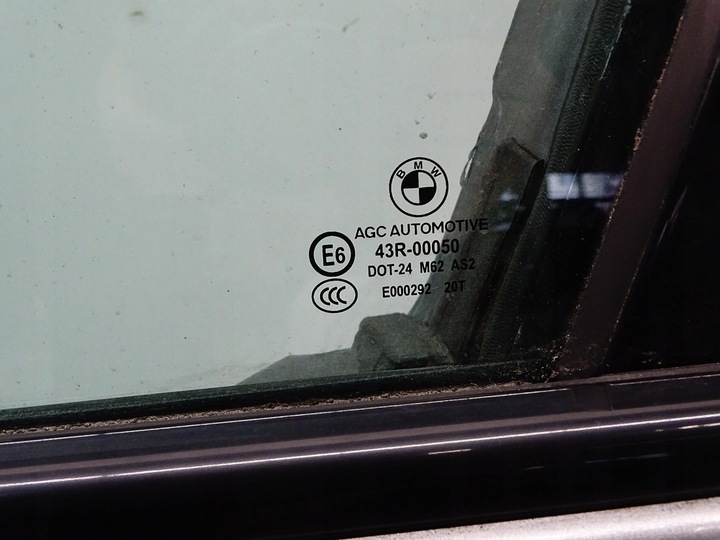 BMW
AGC AUTOMOTIVE
E6 43R-00050
DOT-24 M62 AS2
CCC E000292 20T